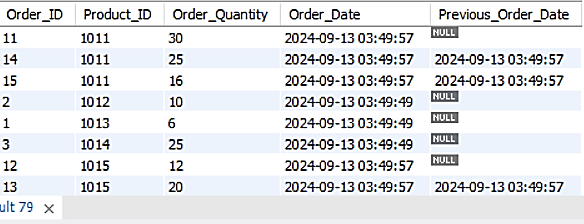 Order_ID Product_ID Order_Quantity Order_Date Previous_Order_Date
11 1011 30 2024-09-13 03:49:57 NULL
14 1011 25 2024-09-13 03:49:57 2024-09-13 03:49:57
15 1011 16 2024-09-13 03:49:57 2024-09-13 03:49:57
2 1012 10 2024-09-13 03:49:49 NULL
1 1013 6 2024-09-13 03:49:49 NULL
3 1014 25 2024-09-13 03:49:49 NULL
12 1015 12 2024-09-13 03:49:57 NULL
13 1015 20 2024-09-13 03:49:57 2024-09-13 03:49:57
ult 79